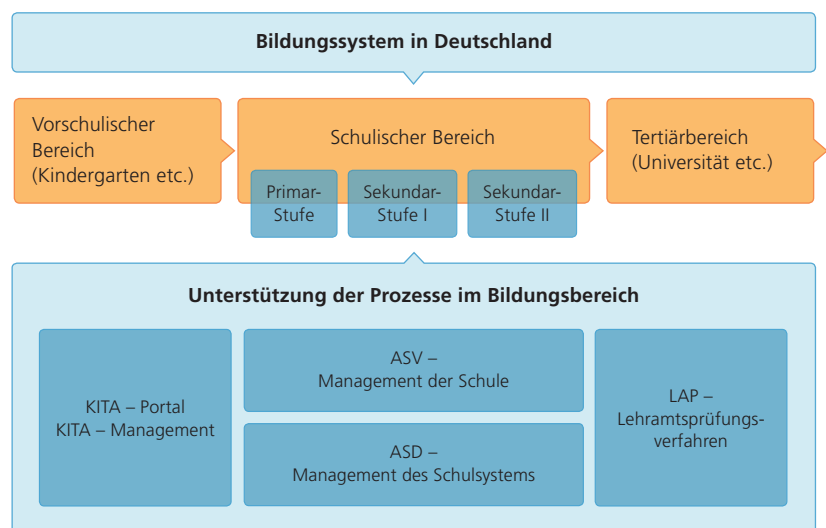 Bildungssystem in Deutschland
Vorschulischer
Bereich
(Kindergarten etc.)
Schulischer Bereich
Primar-
Stufe
Sekundar-
Stufe I
Sekundar-
Stufe II
Tertiärbereich
(Universität etc.)
Unterstützung der Prozesse im Bildungsbereich
KITA – Portal
KITA – Management
ASV –
Management der Schule
ASD –
Management des Schulsystems
LAP –
Lehramtsprüfungs-
verfahren